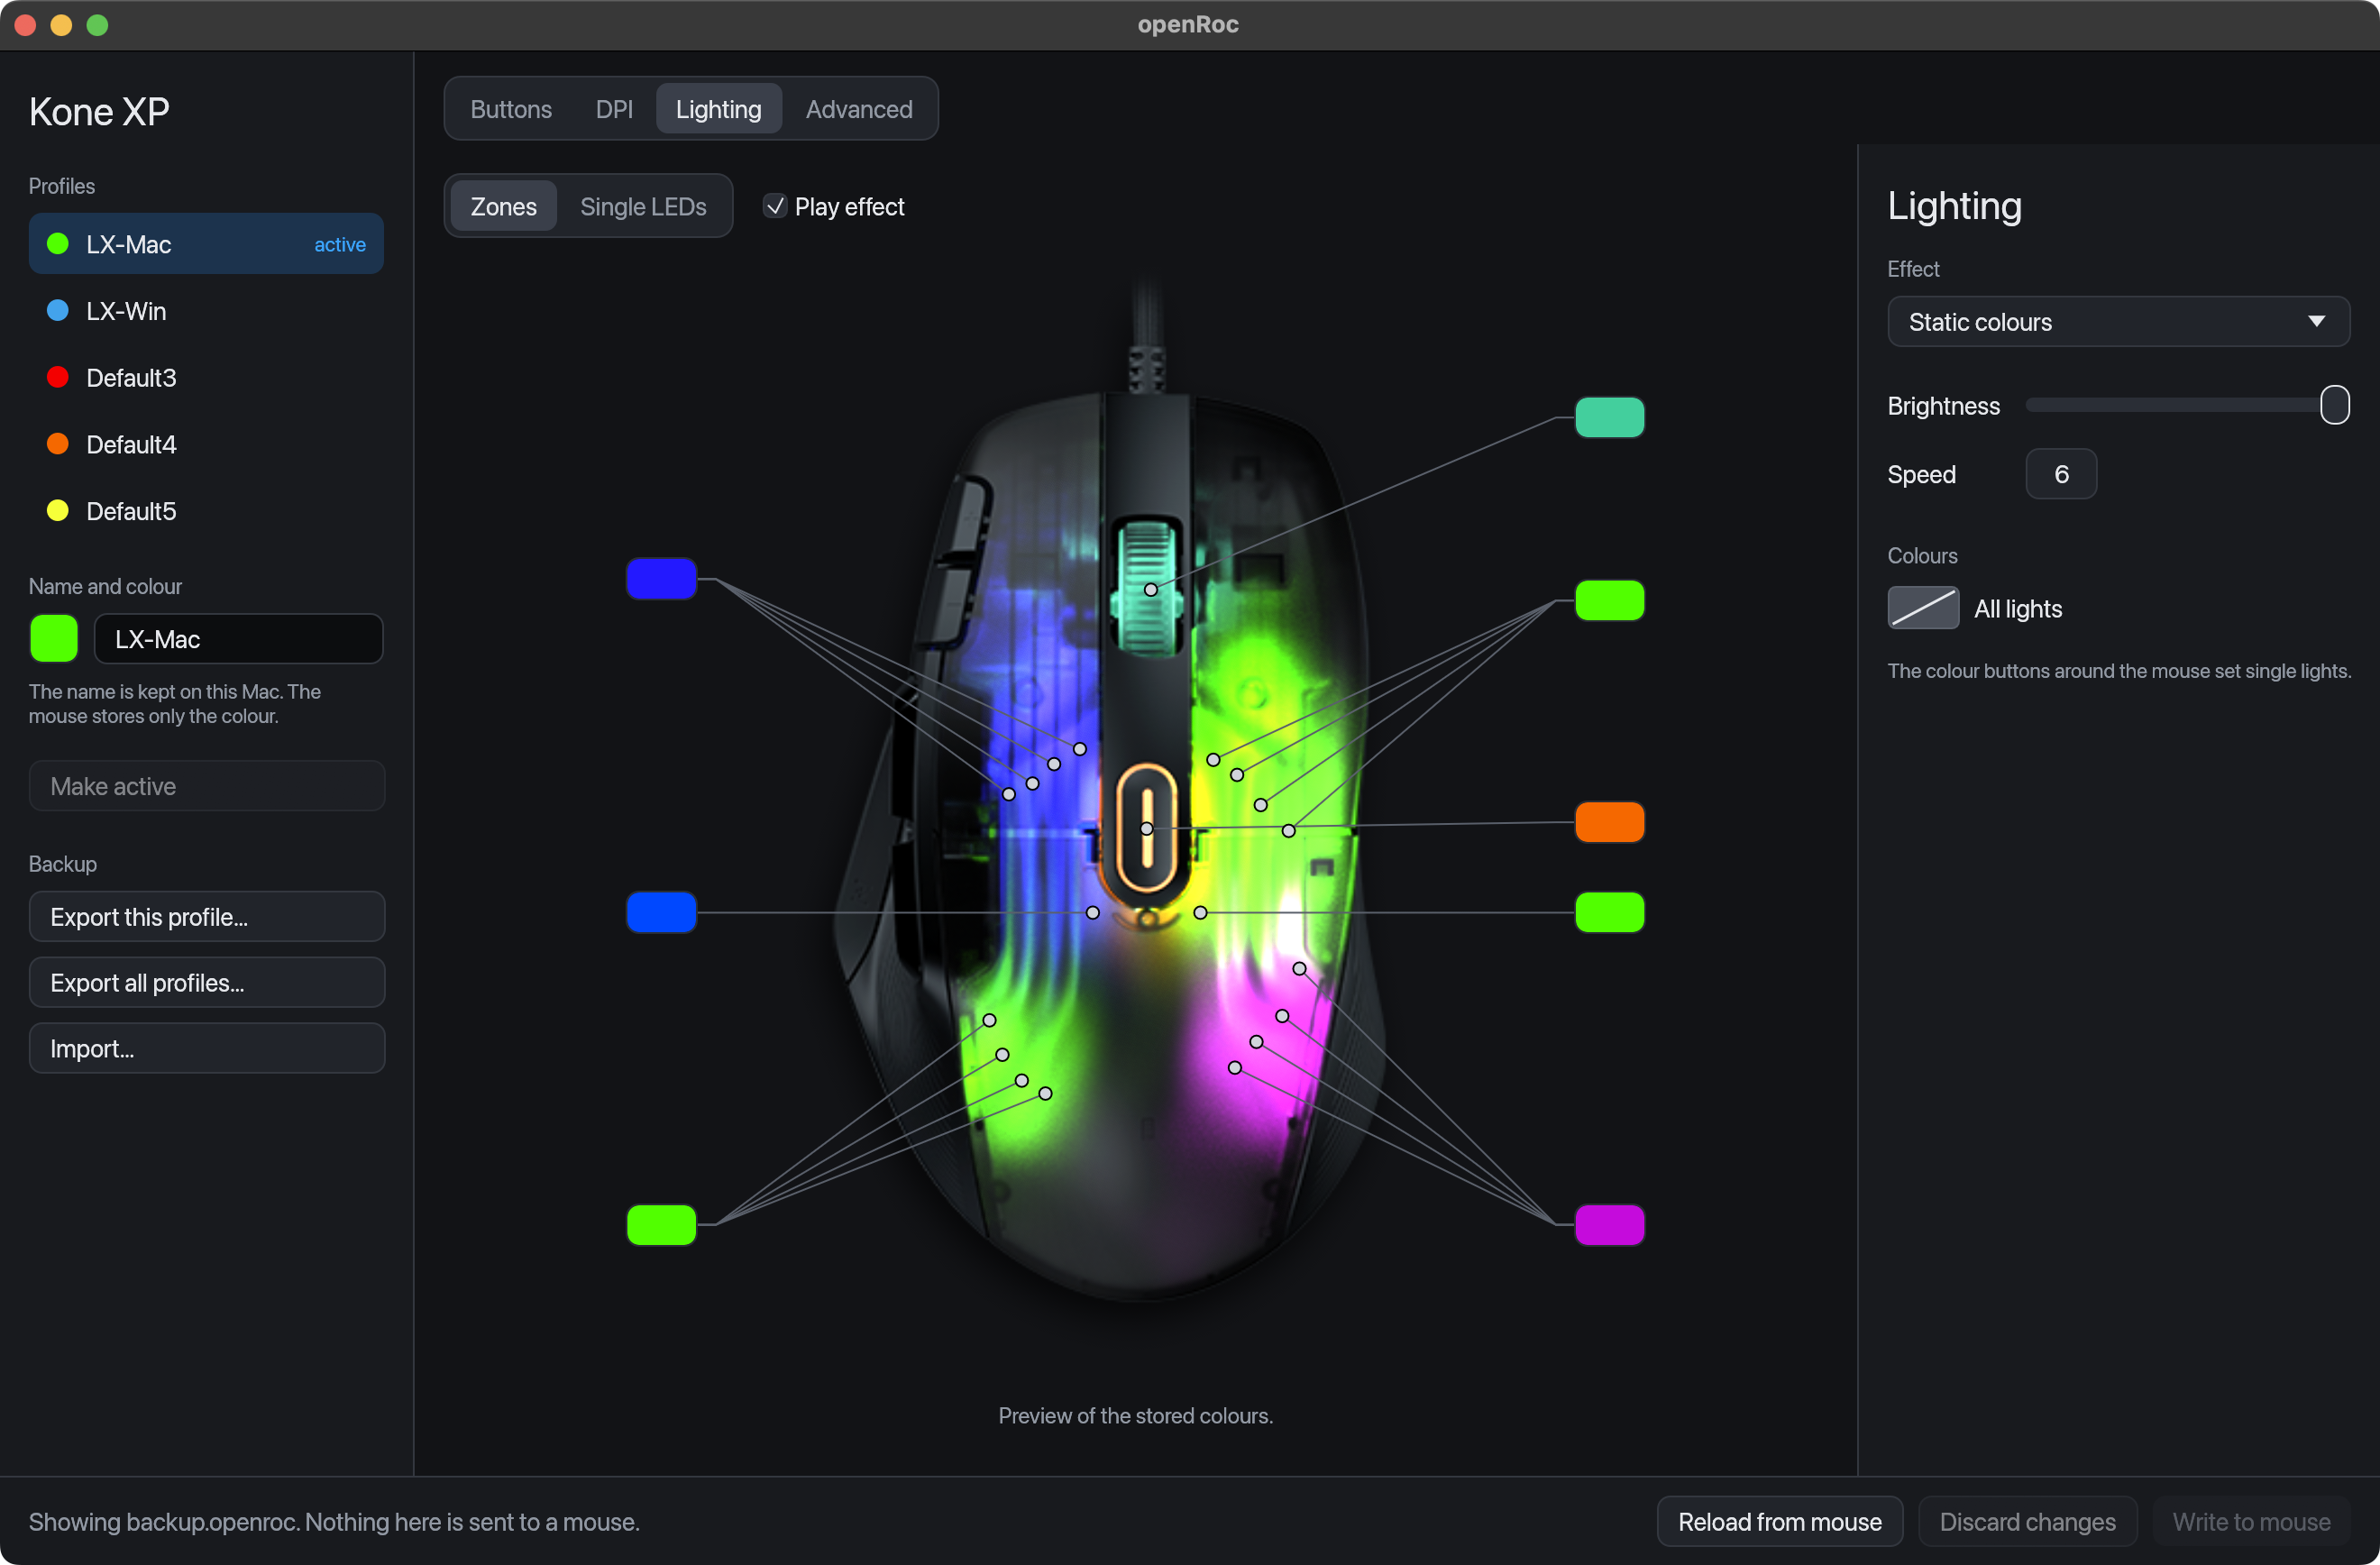 openRoc
Kone XP
Profiles
LX-Mac active
LX-Win
Default3
Default4
Default5
Name and colour
LX-Mac
The name is kept on this Mac. The
mouse stores only the colour.
Make active
Backup
Export this profile...
Export all profiles...
Import...
Buttons DPI Lighting Advanced
Zones Single LEDs Play effect
Preview of the stored colours.
Lighting
Effect
Static colours
Brightness
Speed 6
Colours
All lights
The colour buttons around the mouse set single lights.
Showing backup.openroc. Nothing here is sent to a mouse.
Reload from mouse Discard changes Write to mouse